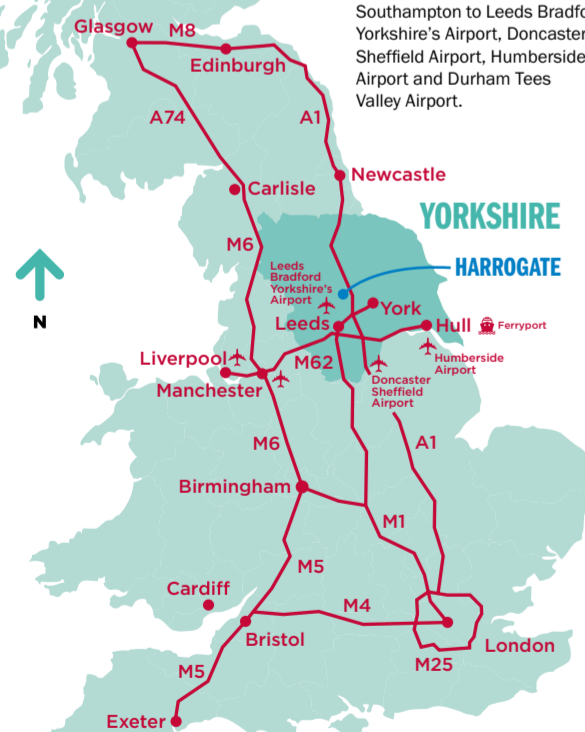 Southampton to Leeds Bradfo
Yorkshire's Airport, Doncaster
Sheffield Airport, Humberside
Airport and Durham Tees
Valley Airport.
Glasgow
M8
Edinburgh
A74
A1
Newcastle
Carlisle
YORKSHIRE
M6
HARROGATE
Leeds
Bradford
Yorkshire's
Airport
N
York
Leeds
Hull
Ferryport
Liverpool
M62
Humberside
Airport
Manchester
Doncaster
Sheffield
Airport
M6
A1
Birmingham
M1
M5
Cardiff
M4
Bristol
London
M25
M5
Exeter